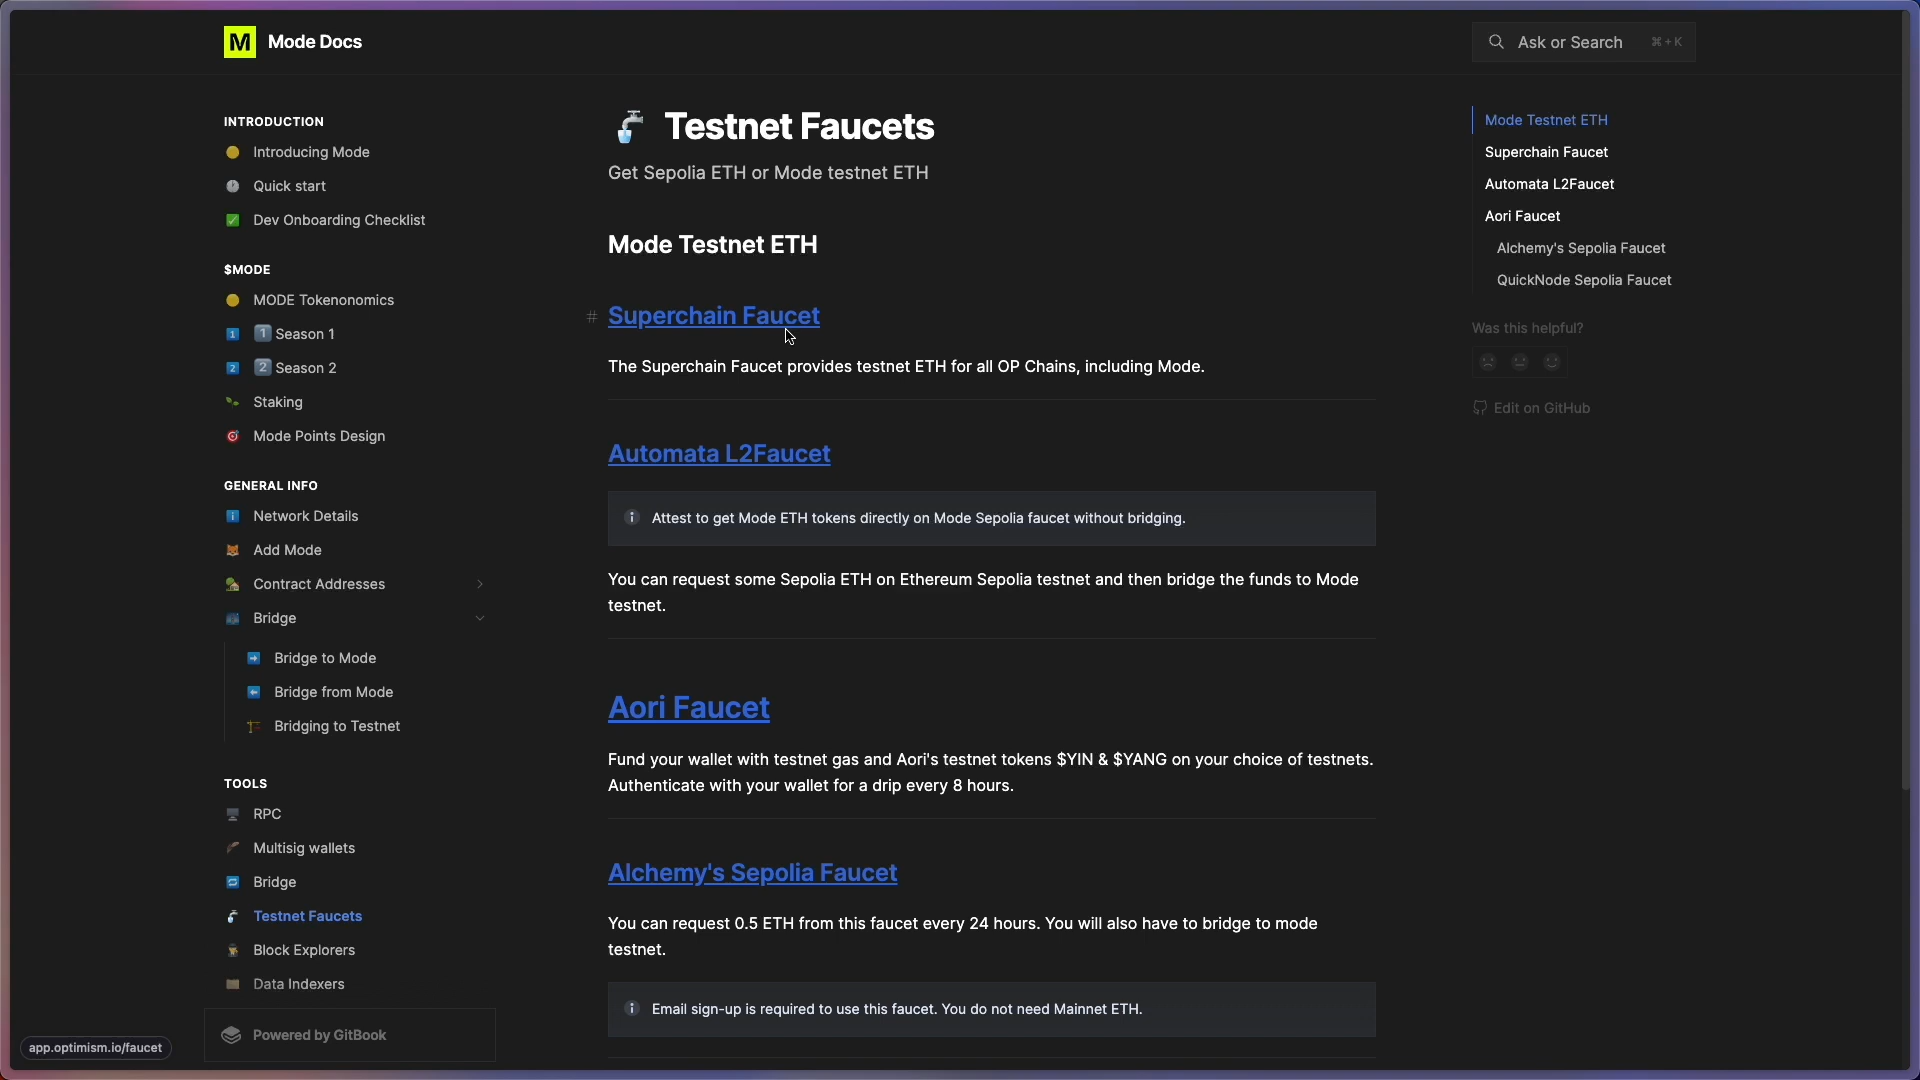 M Mode Docs
Ask or Search ⌘+K
INTRODUCTION
Introducing Mode
Quick start
Dev Onboarding Checklist
$MODE
MODE Tokenonomics
1 1 Season 1
2 2 Season 2
Staking
Mode Points Design
GENERAL INFO
Network Details
Add Mode
Contract Addresses
Bridge
Bridge to Mode
Bridge from Mode
Bridging to Testnet
TOOLS
RPC
Multisig wallets
Bridge
Testnet Faucets
Block Explorers
Data Indexers
Powered by GitBook
app.optimism.io/faucet
Testnet Faucets
Get Sepolia ETH or Mode testnet ETH
Mode Testnet ETH
# Superchain Faucet
The Superchain Faucet provides testnet ETH for all OP Chains, including Mode.
Automata L2Faucet
Attest to get Mode ETH tokens directly on Mode Sepolia faucet without bridging.
You can request some Sepolia ETH on Ethereum Sepolia testnet and then bridge the funds to Mode
testnet.
Aori Faucet
Fund your wallet with testnet gas and Aori's testnet tokens $YIN & $YANG on your choice of testnets.
Authenticate with your wallet for a drip every 8 hours.
Alchemy's Sepolia Faucet
You can request 0.5 ETH from this faucet every 24 hours. You will also have to bridge to mode
testnet.
Email sign-up is required to use this faucet. You do not need Mainnet ETH.
Mode Testnet ETH
Superchain Faucet
Automata L2Faucet
Aori Faucet
Alchemy's Sepolia Faucet
QuickNode Sepolia Faucet
Was this helpful?
Edit on GitHub